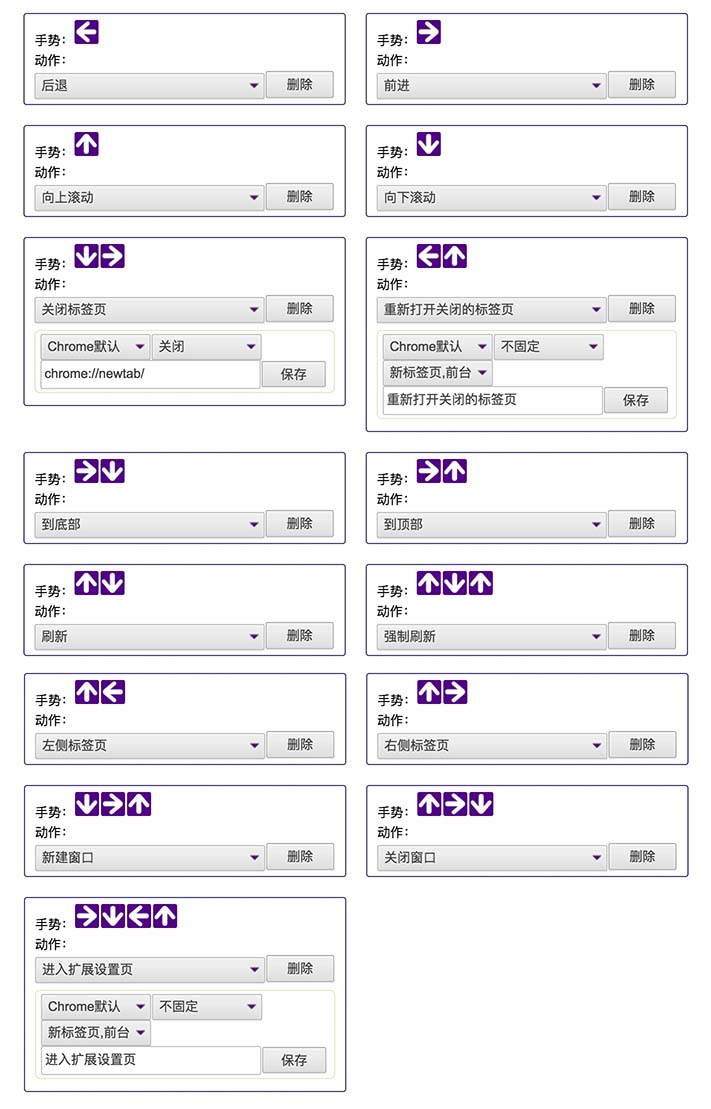 手势：
动作：
后退 删除
手势：
动作：
前进 删除
手势：
动作：
向上滚动 删除
手势：
动作：
向下滚动 删除
手势：
动作：
关闭标签页 删除
Chrome默认 关闭
chrome://newtab/ 保存
手势：
动作：
重新打开关闭的标签页 删除
Chrome默认 不固定
新标签页,前台
重新打开关闭的标签页 保存
手势：
动作：
到底部 删除
手势：
动作：
到顶部 删除
手势：
动作：
刷新 删除
手势：
动作：
强制刷新 删除
手势：
动作：
左侧标签页 删除
手势：
动作：
右侧标签页 删除
手势：
动作：
新建窗口 删除
手势：
动作：
关闭窗口 删除
手势：
动作：
进入扩展设置页 删除
Chrome默认 不固定
新标签页,前台
进入扩展设置页 保存